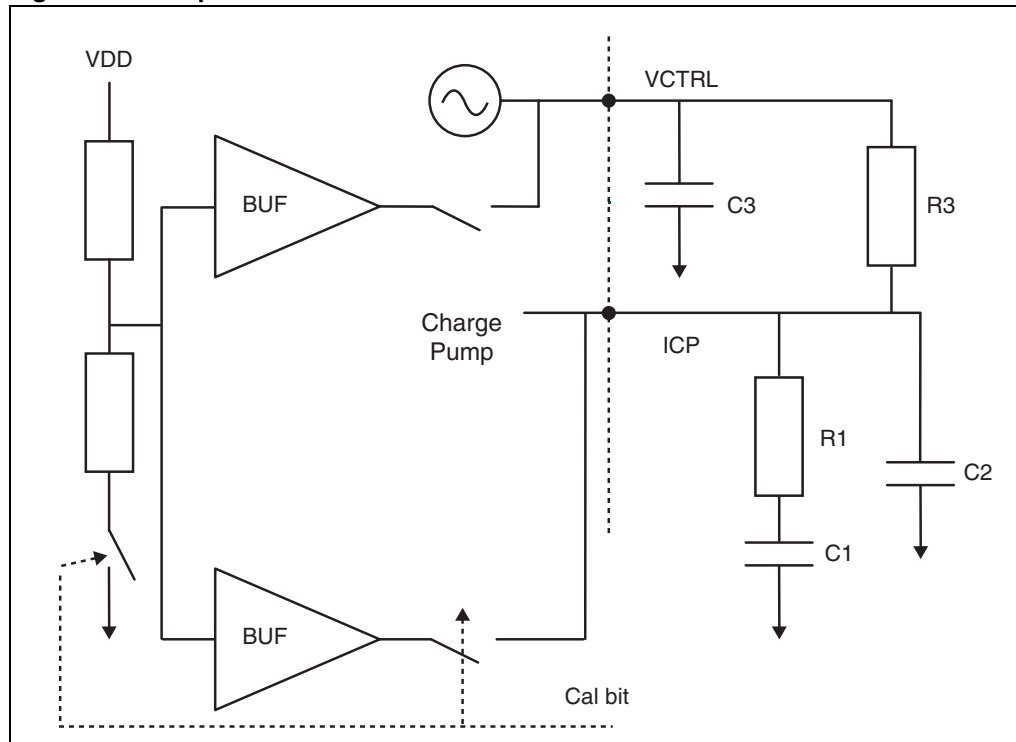 VDD
VCTRL
BUF
C3
R3
Charge
Pump
ICP
R1
C2
C1
BUF
Cal bit